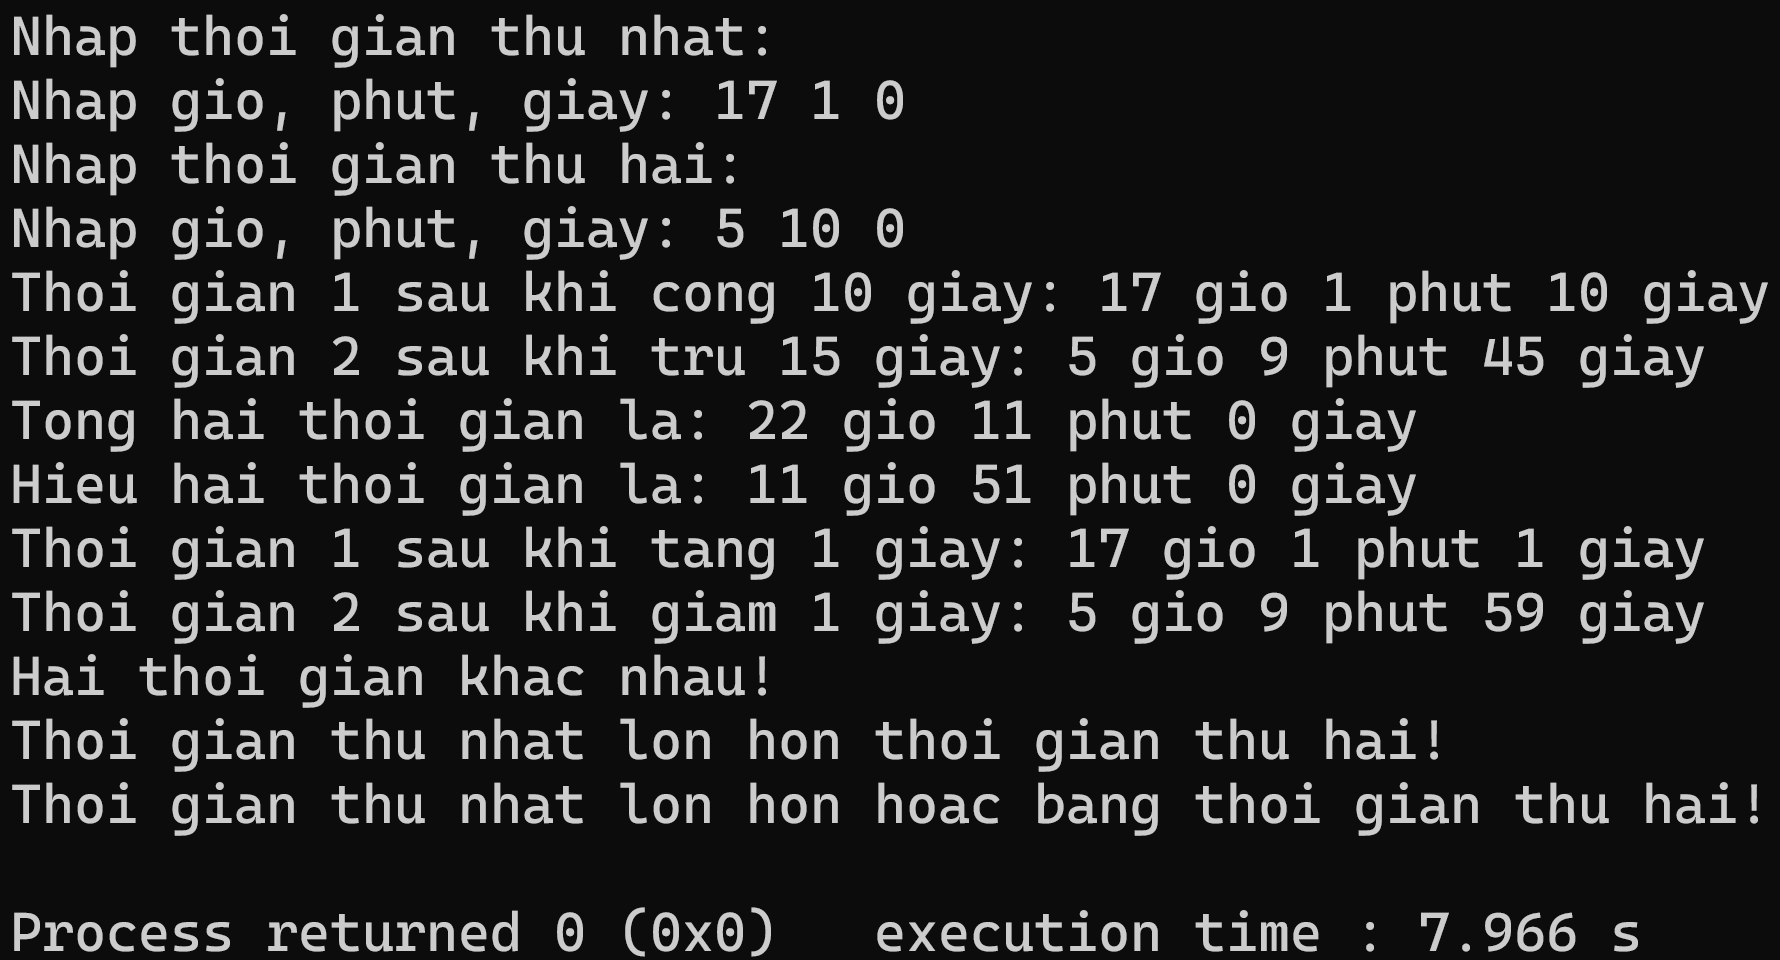 Nhap thoi gian thu nhat:
Nhap gio, phut, giay: 17 1 0
Nhap thoi gian thu hai:
Nhap gio, phut, giay: 5 10 0
Thoi gian 1 sau khi cong 10 giay: 17 gio 1 phut 10 giay
Thoi gian 2 sau khi tru 15 giay: 5 gio 9 phut 45 giay
Tong hai thoi gian la: 22 gio 11 phut 0 giay
Hieu hai thoi gian la: 11 gio 51 phut 0 giay
Thoi gian 1 sau khi tang 1 giay: 17 gio 1 phut 1 giay
Thoi gian 2 sau khi giam 1 giay: 5 gio 9 phut 59 giay
Hai thoi gian khac nhau!
Thoi gian thu nhat lon hon thoi gian thu hai!
Thoi gian thu nhat lon hon hoac bang thoi gian thu hai!
Process returned 0 (0x0)   execution time : 7.966 s